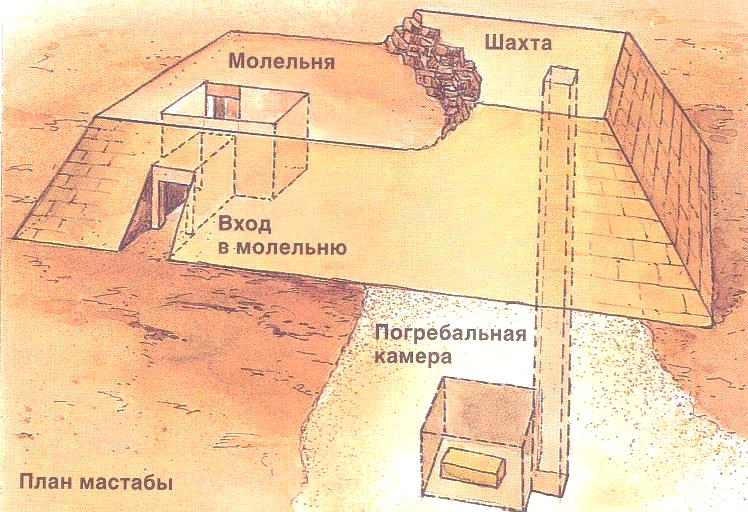 Молельня
Шахта
Вход
в молельню
Погребальная
камера
План мастабы